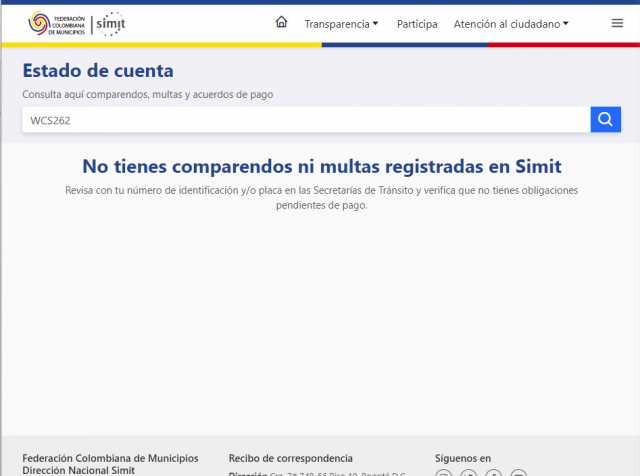 FEDERACIÓN
COLOMBIANA
DE MUNICIPIOS
simit
Transparencia
Participa
Atención al ciudadano
Estado de cuenta
Consulta aquí comparendos, multas y acuerdos de pago
WCS262
No tienes comparendos ni multas registradas en Simit
Revisa con tu número de identificación y/o placa en las Secretarías de Tránsito y verifica que no tienes obligaciones
pendientes de pago.
Federación Colombiana de Municipios
Dirección Nacional Simit
Recibo de correspondencia
Síguenos en